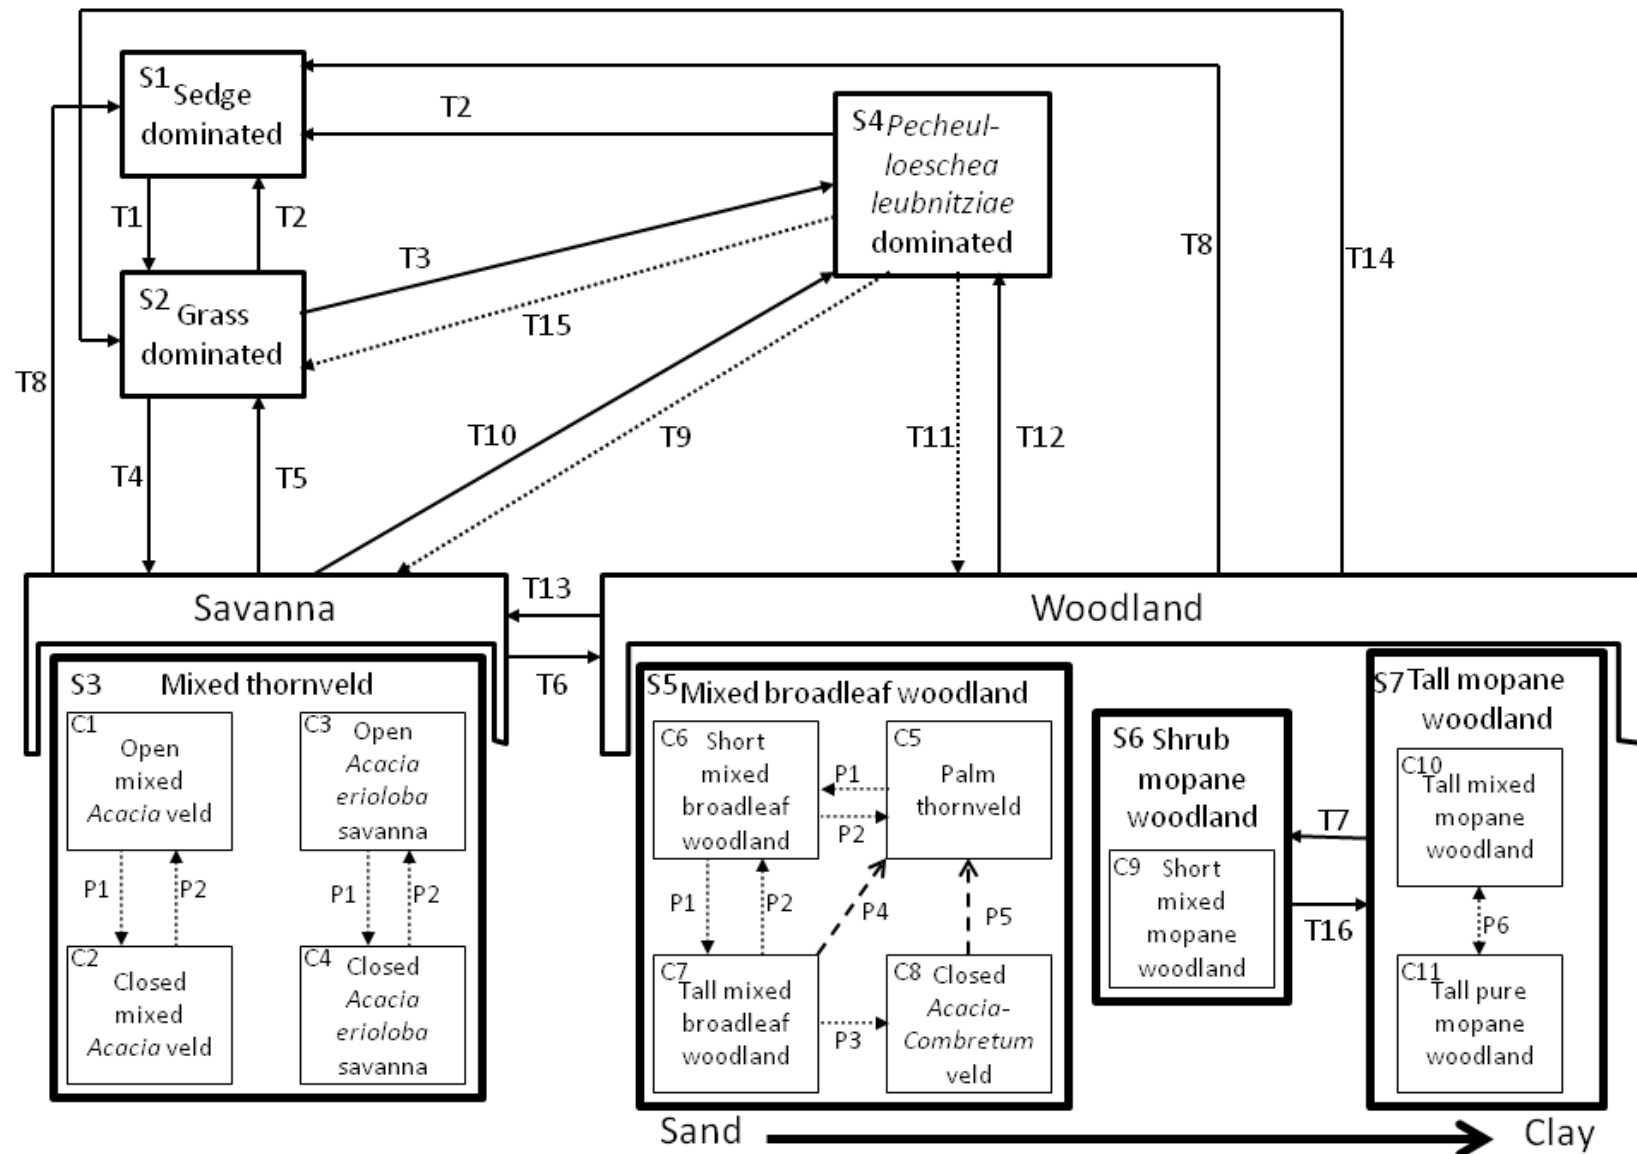 S1 Sedge
dominated
T2
S4 Pecheul-
loeschea
leubnitziae
dominated
T1
T2
T3
T8
T14
S2 Grass
dominated
T15
T8
T10
T9
T11
T12
T4
T5
Savanna
T13
Woodland
T6
S3 Mixed thornveld
C1
Open
mixed
Acacia veld
C3
Open
Acacia
erioloba
savanna
P1
P2
P1
P2
C2
Closed
mixed
Acacia veld
C4
Closed
Acacia
erioloba
savanna
S5 Mixed broadleaf woodland
C6
Short
mixed
broadleaf
woodland
P1
P2
C5
Palm
thornveld
P1
P2
P4
P5
C7
Tall mixed
broadleaf
woodland
P3
C8
Closed
Acacia-
Combretum
veld
S6 Shrub
mopane
woodland
C9
Short
mixed
mopane
woodland
T7
T16
S7 Tall mopane
woodland
C10
Tall mixed
mopane
woodland
P6
C11
Tall pure
mopane
woodland
Sand
Clay